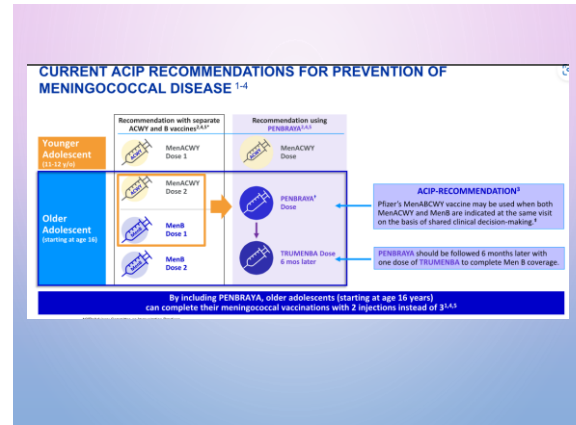 CURRENT ACIP RECOMMENDATIONS FOR PREVENTION OF
MENINGOCOCCAL DISEASE 1-4
Recommendation with separate
ACWY and B vaccines
Recommendation using
PENBRAYA
Younger
Adolescent
(11-12 y/o)
ACWY
MenACWY
Dose 1
ACWY
MenACWY
Dose
Older
Adolescent
(starting at age 16)
ACWY
MenACWY
Dose 2
MenB
MenB
Dose 1
MenB
MenB
Dose 2
PENBRAYA
Dose
TRUMENBA Dose
6 mos later
ACIP-RECOMMENDATION
Pfizer's MenABCWY vaccine may be used when both
MenACWY and MenB are indicated at the same visit
on the basis of shared clinical decision-making.
PENBRAYA should be followed 6 months later with
one dose of TRUMENBA to complete Men B coverage.
By including PENBRAYA, older adolescents (starting at age 16 years)
can complete their meningococcal vaccinations with 2 injections instead of 3